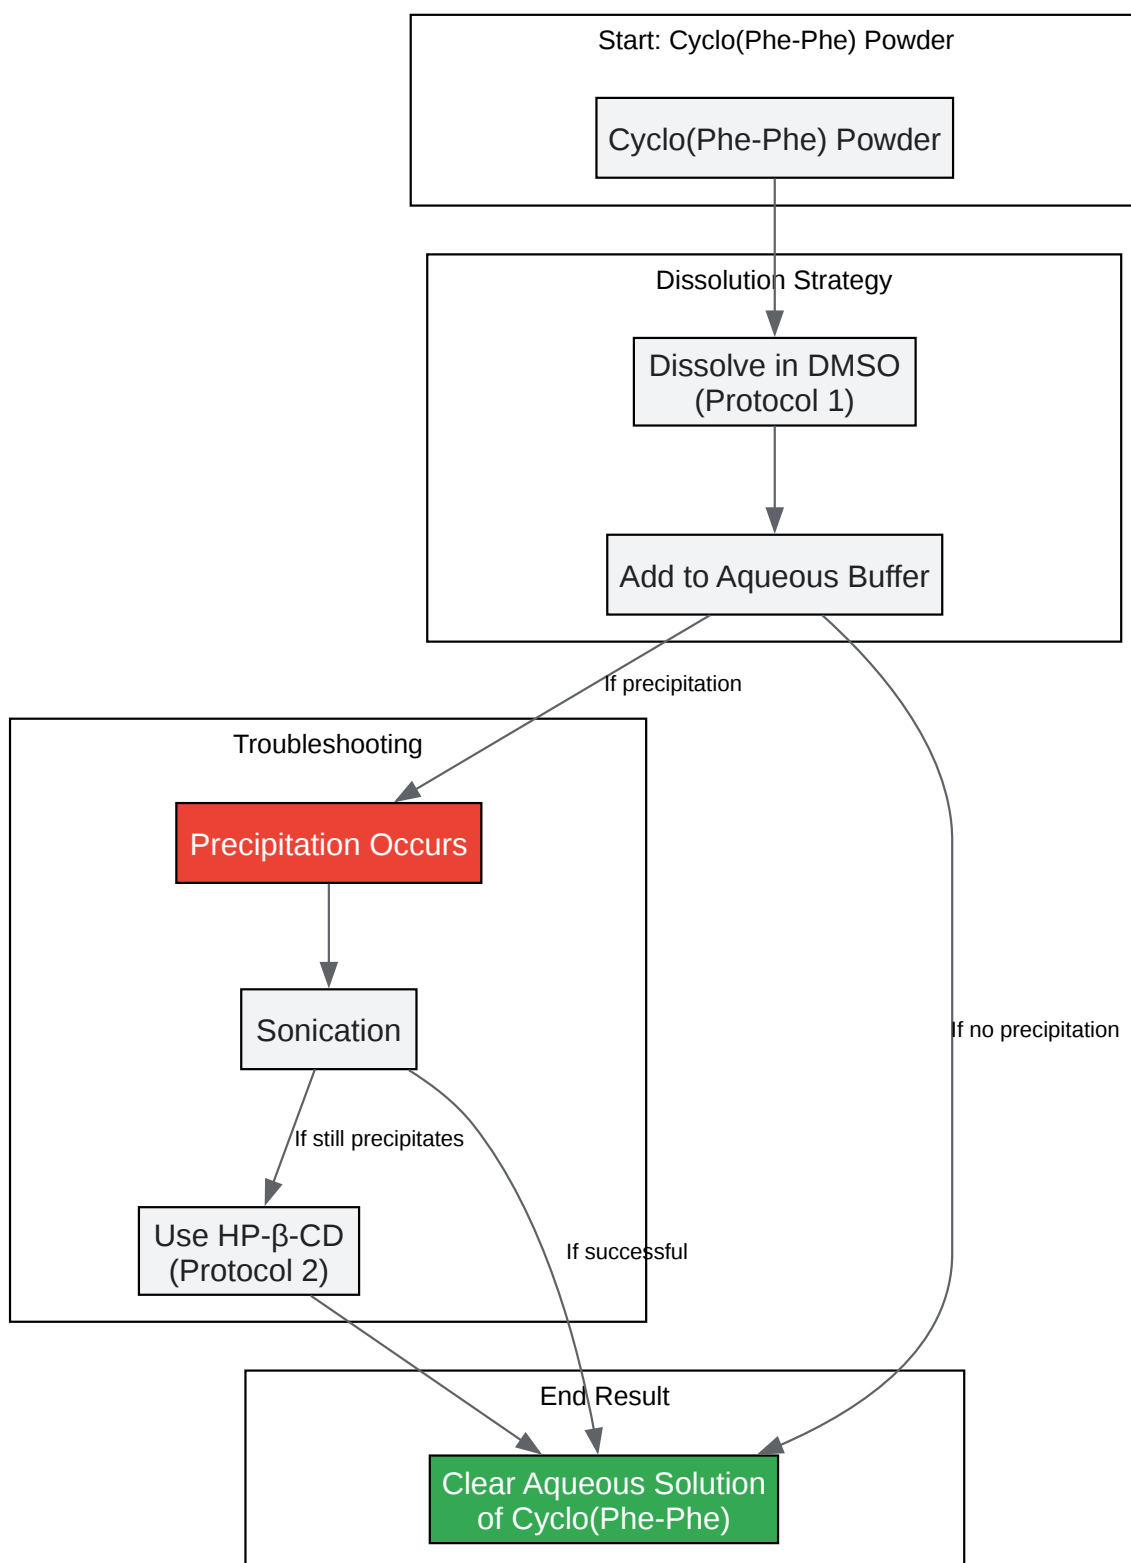 Start: Cyclo(Phe-Phe) Powder
Cyclo(Phe-Phe) Powder
Dissolution Strategy
Dissolve in DMSO
(Protocol 1)
Add to Aqueous Buffer
If precipitation
Troubleshooting
Precipitation Occurs
Sonication
If no precipitation
If still precipitates
Use HP-β-CD
(Protocol 2)
If successful
End Result
Clear Aqueous Solution
of Cyclo(Phe-Phe)